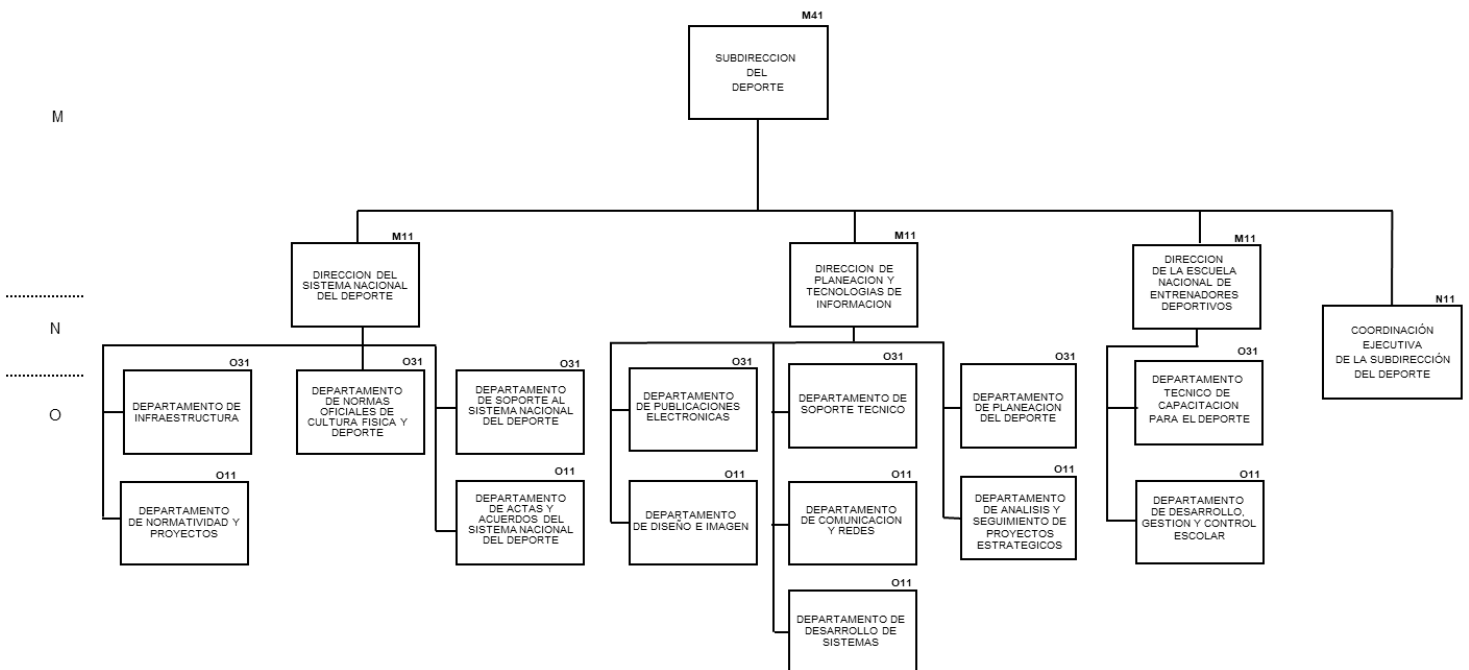 M41
SUBDIRECCION
DEL
DEPORTE
M
M11
DIRECCION DEL
SISTEMA NACIONAL
DEL DEPORTE
M11
DIRECCION DE
PLANEACION Y
TECNOLOGIAS DE
INFORMACION
M11
DIRECCION
DE LA ESCUELA
NACIONAL DE
ENTRENADORES
DEPORTIVOS
N11
COORDINACIÓN
EJECUTIVA
DE LA SUBDIRECCIÓN
DEL DEPORTE
N
O
O31
DEPARTAMENTO DE
INFRAESTRUCTURA
O31
DEPARTAMENTO
DE NORMAS
OFICIALES DE
CULTURA FISICA Y
DEPORTE
O31
DEPARTAMENTO
DE SOPORTE AL
SISTEMA NACIONAL
DEL DEPORTE
O31
DEPARTAMENTO
DE PUBLICACIONES
ELECTRONICAS
O31
DEPARTAMENTO DE
SOPORTE TECNICO
O31
DEPARTAMENTO
DE PLANEACION
DEL DEPORTE
O31
DEPARTAMENTO
TECNICO DE
CAPACITACION
PARA EL DEPORTE
O11
DEPARTAMENTO
DE NORMATIVIDAD Y
PROYECTOS
O11
DEPARTAMENTO
DE ACTAS Y
ACUERDOS DEL
SISTEMA NACIONAL
DEL DEPORTE
O11
DEPARTAMENTO
DE DISEÑO E IMAGEN
O11
DEPARTAMENTO
DE COMUNICACION
Y REDES
O11
DEPARTAMENTO
DE ANALISIS Y
SEGUIMIENTO DE
PROYECTOS
ESTRATEGICOS
O11
DEPARTAMENTO
DE DESARROLLO,
GESTION Y CONTROL
ESCOLAR
O11
DEPARTAMENTO DE
DESARROLLO DE
SISTEMAS